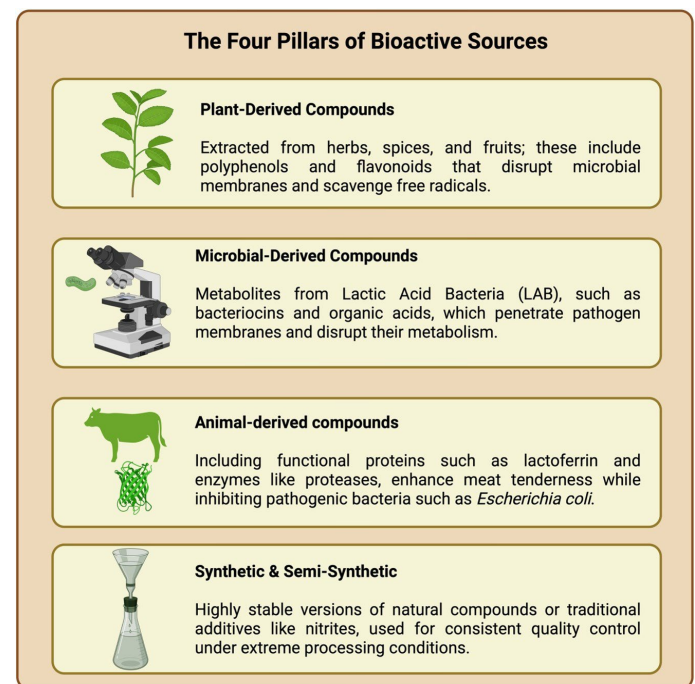 The Four Pillars of Bioactive Sources
Plant-Derived Compounds
Extracted from herbs, spices, and fruits; these include
polyphenols and flavonoids that disrupt microbial
membranes and scavenge free radicals.
Microbial-Derived Compounds
Metabolites from Lactic Acid Bacteria (LAB), such as
bacteriocins and organic acids, which penetrate pathogen
membranes and disrupt their metabolism.
Animal-derived compounds
Including functional proteins such as lactoferrin and
enzymes like proteases, enhance meat tenderness while
inhibiting pathogenic bacteria such as Escherichia coli.
Synthetic & Semi-Synthetic
Highly stable versions of natural compounds or traditional
additives like nitrites, used for consistent quality control
under extreme processing conditions.